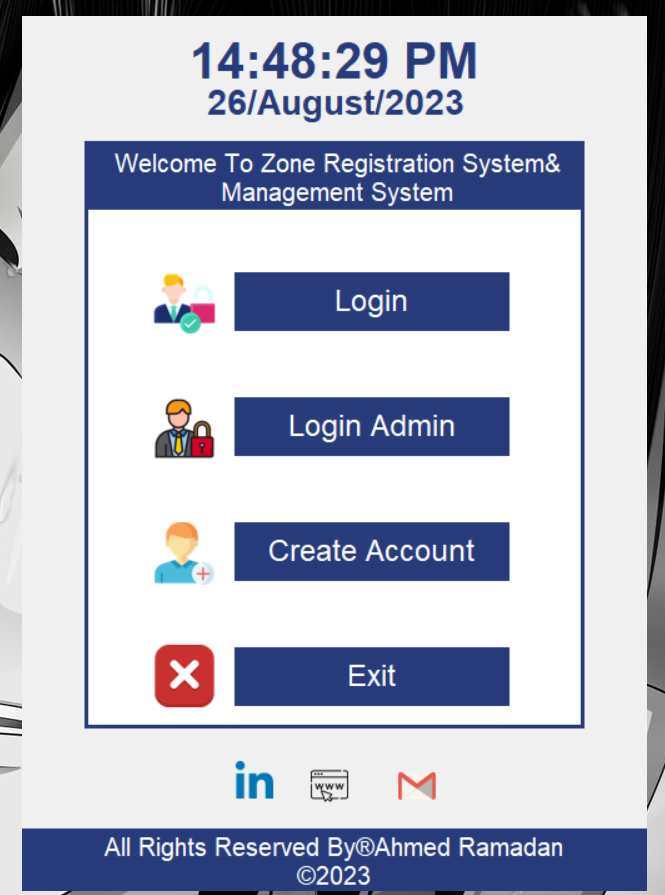 14:48:29 PM
26/August/2023
Welcome To Zone Registration System&
Management System
Login
Login Admin
Create Account
Exit
in
www
All Rights Reserved By®Ahmed Ramadan
©2023